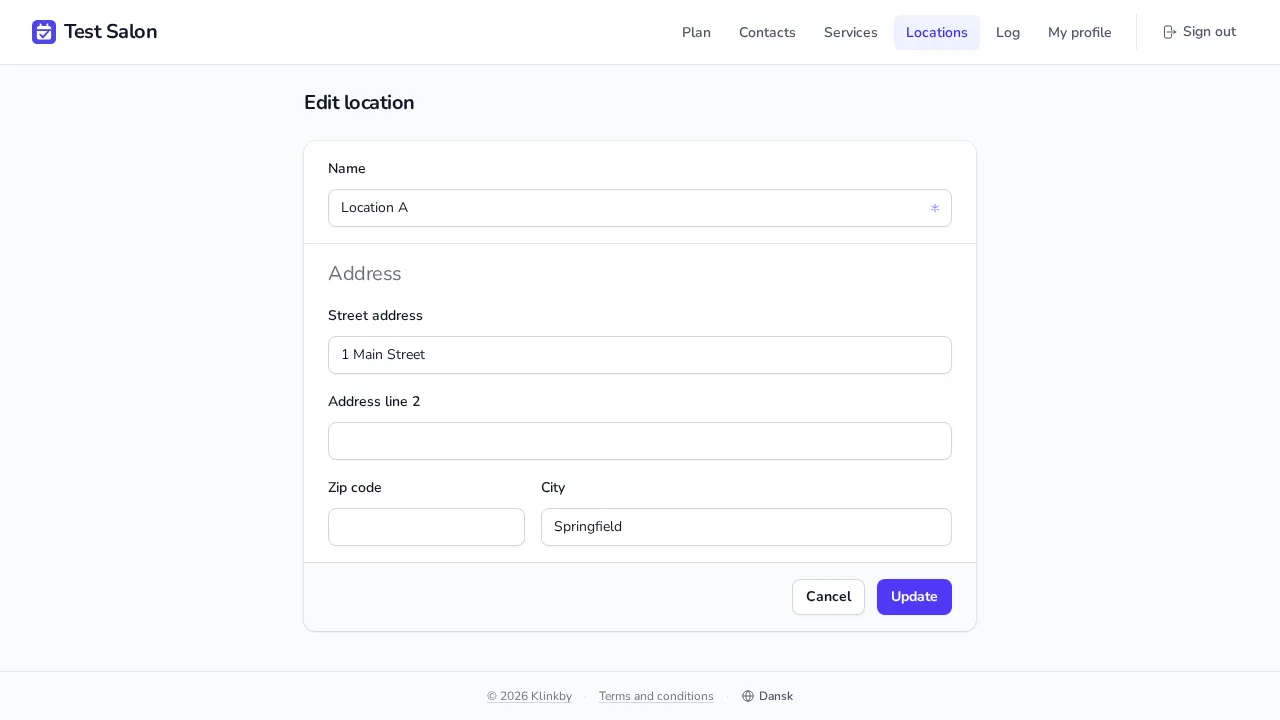 Test Salon
Plan
Contacts
Services
Locations
Log
My profile
Sign out
Edit location
Name
Location A
Address
Street address
1 Main Street
Address line 2
Zip code
City
Springfield
Cancel
Update
© 2026 Klinkby · Terms and conditions · Dansk